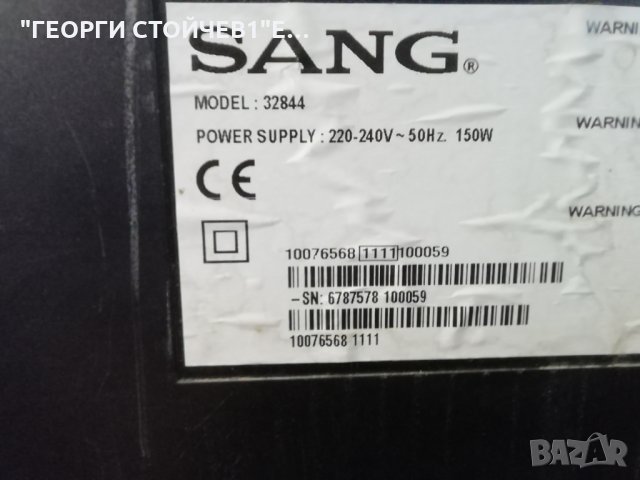 "ГЕОРГИ СТОЙЧЕВ1"Е...
SANG®
WARNI
MODEL : 32844
POWER SUPPLY : 220-240V ~ 50Hz. 150W
WARNIN
CE
WARNING
10076568 1111 100059
-SN: 6787578 100059
10076568 1111
BAZAR